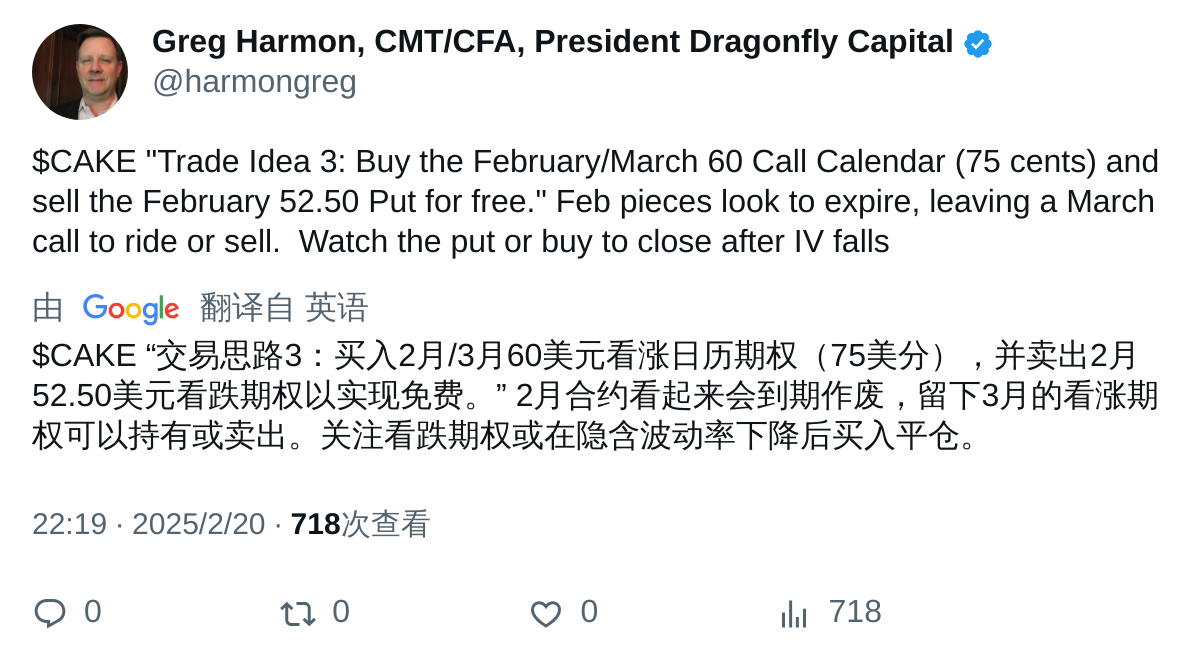 Greg Harmon, CMT/CFA, President Dragonfly Capital
@harmongreg
$CAKE "Trade Idea 3: Buy the February/March 60 Call Calendar (75 cents) and
sell the February 52.50 Put for free." Feb pieces look to expire, leaving a March
call to ride or sell.  Watch the put or buy to close after IV falls
由 Google 翻译自 英语
$CAKE “交易思路3：买入2月/3月60美元看涨日历期权（75美分），并卖出2月
52.50美元看跌期权以实现免费。” 2月合约看起来会到期作废，留下3月的看涨期
权可以持有或卖出。关注看跌期权或在隐含波动率下降后买入平仓。
22:19 · 2025/2/20 · 718次查看
0 0 0 718